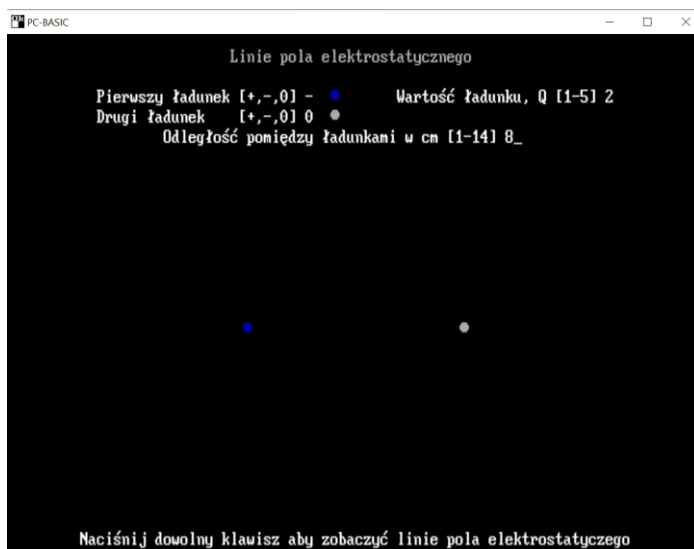 PC-BASIC
Linie pola elektrostatycznego
Pierwszy ładunek [+,-,0] - Wartość ładunku, Q [1-5] 2
Drugi ładunek [+,-,0] 0
Odległość pomiędzy ładunkami w cm [1-14] 8_
Naciśnij dowolny klawisz aby zobaczyć linie pola elektrostatyczego